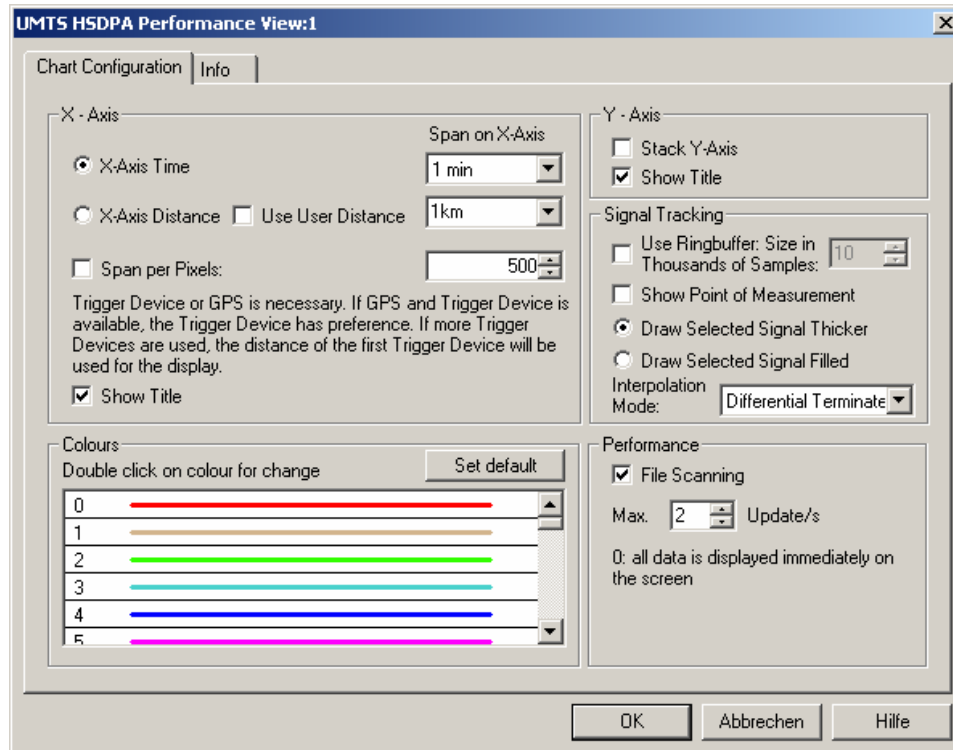 UMTS HSDPA Performance View:1
Chart Configuration
Info
X - Axis
Span on X-Axis
X-Axis Time
1 min
X-Axis Distance
Use User Distance
1km
Span per Pixels:
500
Trigger Device or GPS is necessary. If GPS and Trigger Device is
available, the Trigger Device has preference. If more Trigger
Devices are used, the distance of the first Trigger Device will be
used for the display.
Show Title
Y - Axis
Stack Y-Axis
Show Title
Signal Tracking
Use Ringbuffer: Size in
Thousands of Samples:
10
Show Point of Measurement
Draw Selected Signal Thicker
Draw Selected Signal Filled
Interpolation
Mode:
Differential Terminate
Colours
Double click on colour for change
Set default
0
1
2
3
4
5
Performance
File Scanning
Max. 2 Update/s
0: all data is displayed immediately on
the screen
OK
Abbrechen
Hilfe